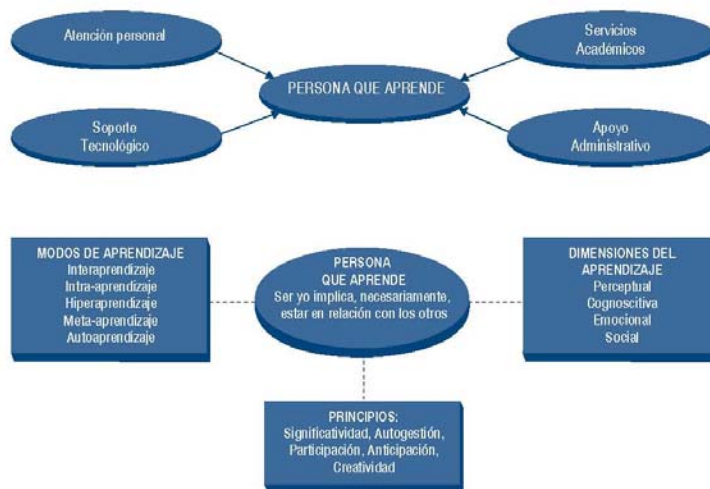 Atención personal
Servicios
Académicos
PERSONA QUE APRENDE
Soporte
Tecnológico
Apoyo
Administrativo
MODOS DE APRENDIZAJE
Interaprendizaje
Intra-aprendizaje
Hiperaprendizaje
Meta-aprendizaje
Autoaprendizaje
PERSONA
QUE APRENDE
Ser yo implica, necesariamente,
estar en relación con los otros
DIMENSIONES DEL
APRENDIZAJE
Perceptual
Cognoscitiva
Emocional
Social
PRINCIPIOS:
Significatividad, Autogestión,
Participación, Anticipación,
Creatividad